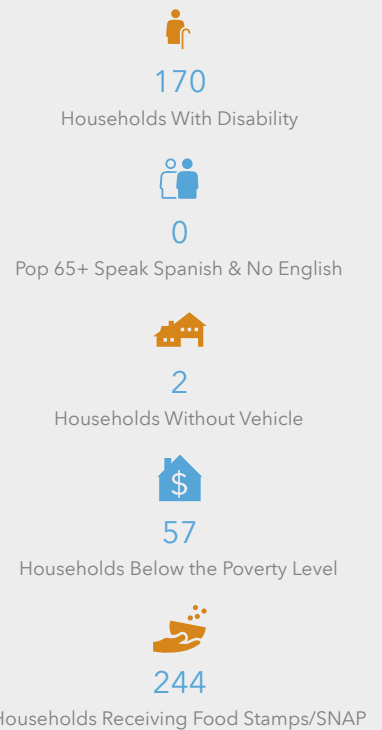 170
Households With Disability
0
Pop 65+ Speak Spanish & No English
2
Households Without Vehicle
$
57
Households Below the Poverty Level
244
Households Receiving Food Stamps/SNAP